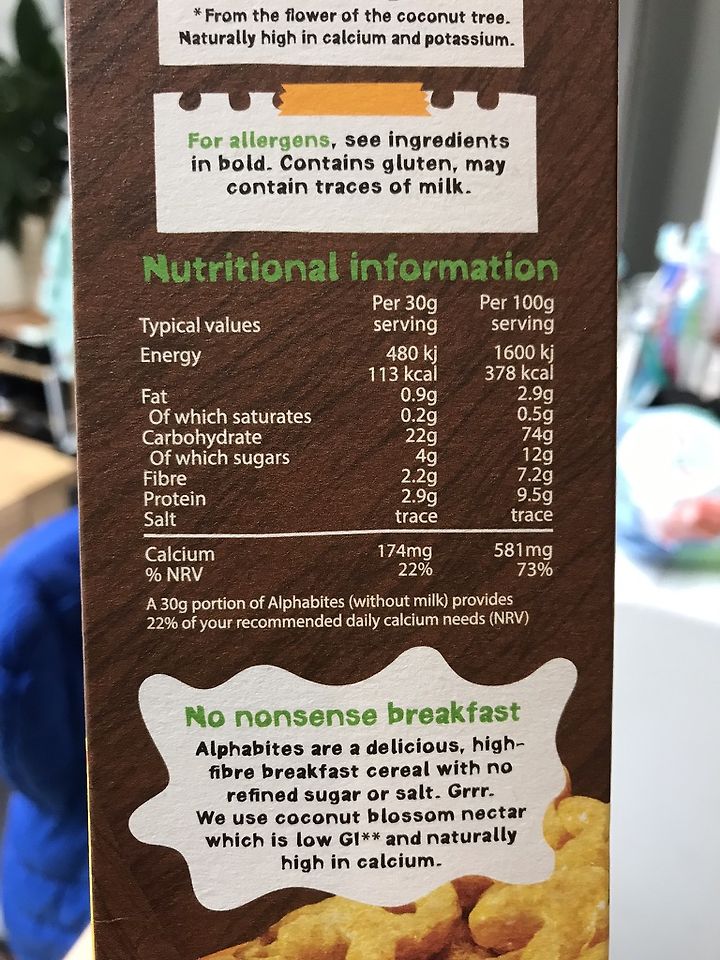 *From the flower of the coconut tree.
Naturally high in calcium and potassium.
For allergens, see ingredients
in bold. Contains gluten, may
contain traces of milk.
Nutritional information
Typical values Per 30g serving Per 100g serving
Energy 480 kj 1600 kj
113 kcal 378 kcal
Fat 0.9g 2.9g
Of which saturates 0.2g 0.5g
Carbohydrate 22g 74g
Of which sugars 4g 12g
Fibre 2.2g 7.2g
Protein 2.9g 9.5g
Salt trace trace
Calcium 174mg 581mg
% NRV 22% 73%
A 30g portion of Alphabites (without milk) provides
22% of your recommended daily calcium needs (NRV)
No nonsense breakfast
Alphabites are a delicious, high-
fibre breakfast cereal with no
refined sugar or salt. Grrr.
We use coconut blossom nectar
which is low GI** and naturally
high in calcium.